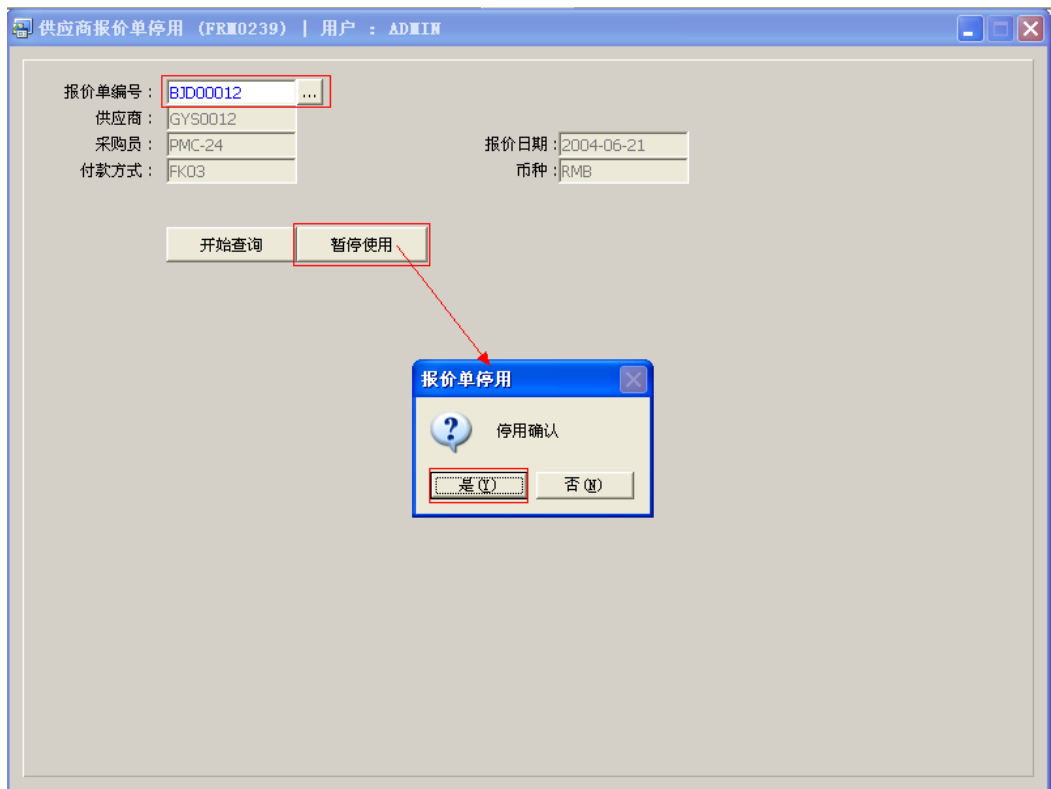 供应商报价单停用 (FRM0239) | 用户 : ADMIN
报价单编号： BJD00012 ...
供应商： GYS0012
采购员： PMC-24 报价日期：2004-06-21
付款方式： FK03 币种：RMB
开始查询 暂停使用
报价单停用
停用确认
是(Y) 否(N)